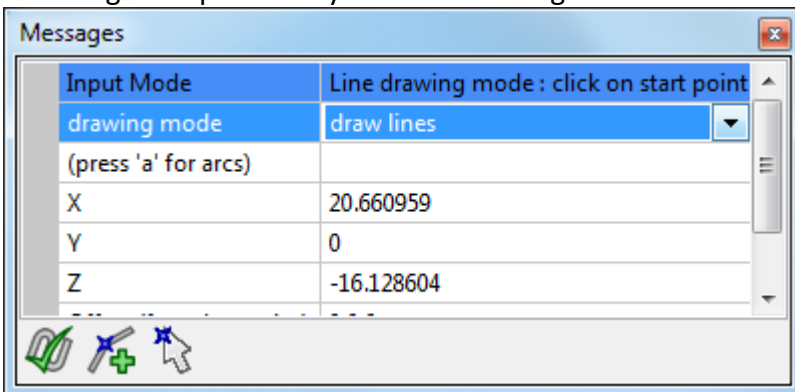 Messages
Input Mode Line drawing mode : click on start point
drawing mode draw lines
(press 'a' for arcs)
X 20.660959
Y 0
Z -16.128604